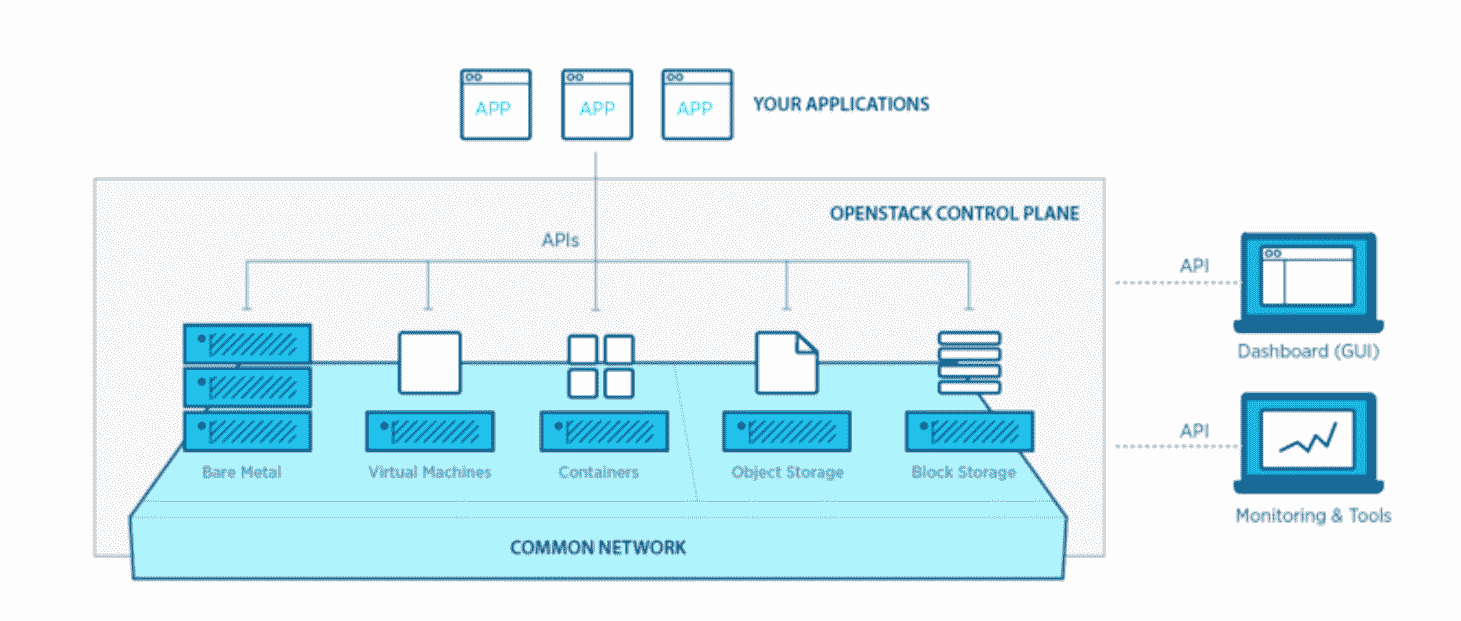 APP
APP
APP
YOUR APPLICATIONS
OPENSTACK CONTROL PLANE
APIs
API
Dashboard (GUI)
API
Bare Metal
Virtual Machines
Containers
Object Storage
Block Storage
Monitoring & Tools
COMMON NETWORK